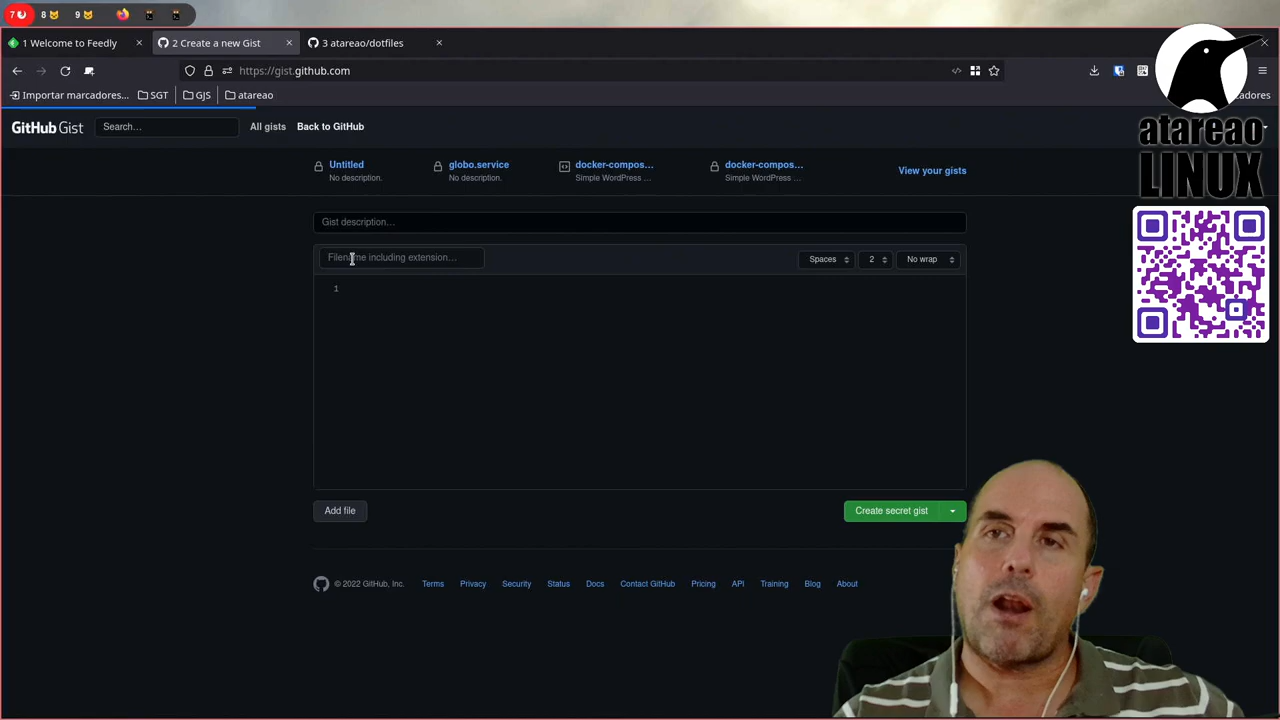 7 8 9
1 Welcome to Feedly
2 Create a new Gist
3 atareao/dotfiles
https://gist.github.com
Importar marcadores...
SGT
GJS
atareao
cadores
GitHub Gist
Search...
All gists
Back to GitHub
Untitled
No description.
globo.service
No description.
docker-compos...
Simple WordPress ...
docker-compos...
Simple WordPress ...
View your gists
Gist description...
Filename including extension...
Spaces
2
No wrap
1
Add file
Create secret gist
© 2022 GitHub, Inc.
Terms
Privacy
Security
Status
Docs
Contact GitHub
Pricing
API
Training
Blog
About
atareao
LINUX